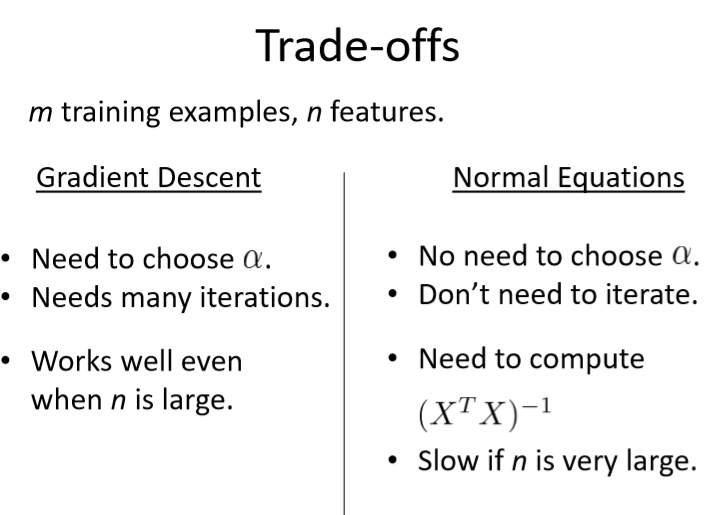 Trade-offs
m training examples, n features.
Gradient Descent
• Need to choose α.
• Needs many iterations.
• Works well even
when n is large.
Normal Equations
• No need to choose α.
• Don’t need to iterate.
• Need to compute
(XᵀX)⁻¹
• Slow if n is very large.